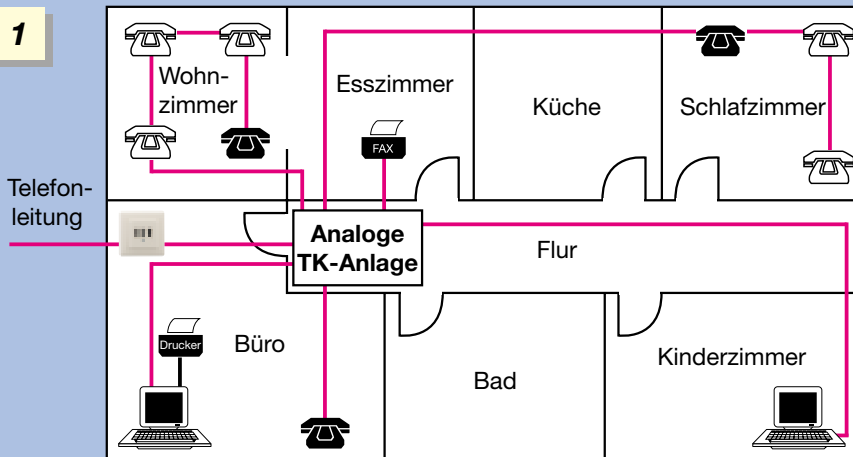 1
Wohn-
zimmer
Esszimmer
Küche
Schlafzimmer
FAX
Telefon-
leitung
Analoge
TK-Anlage
Flur
Drucker
Büro
Bad
Kinderzimmer